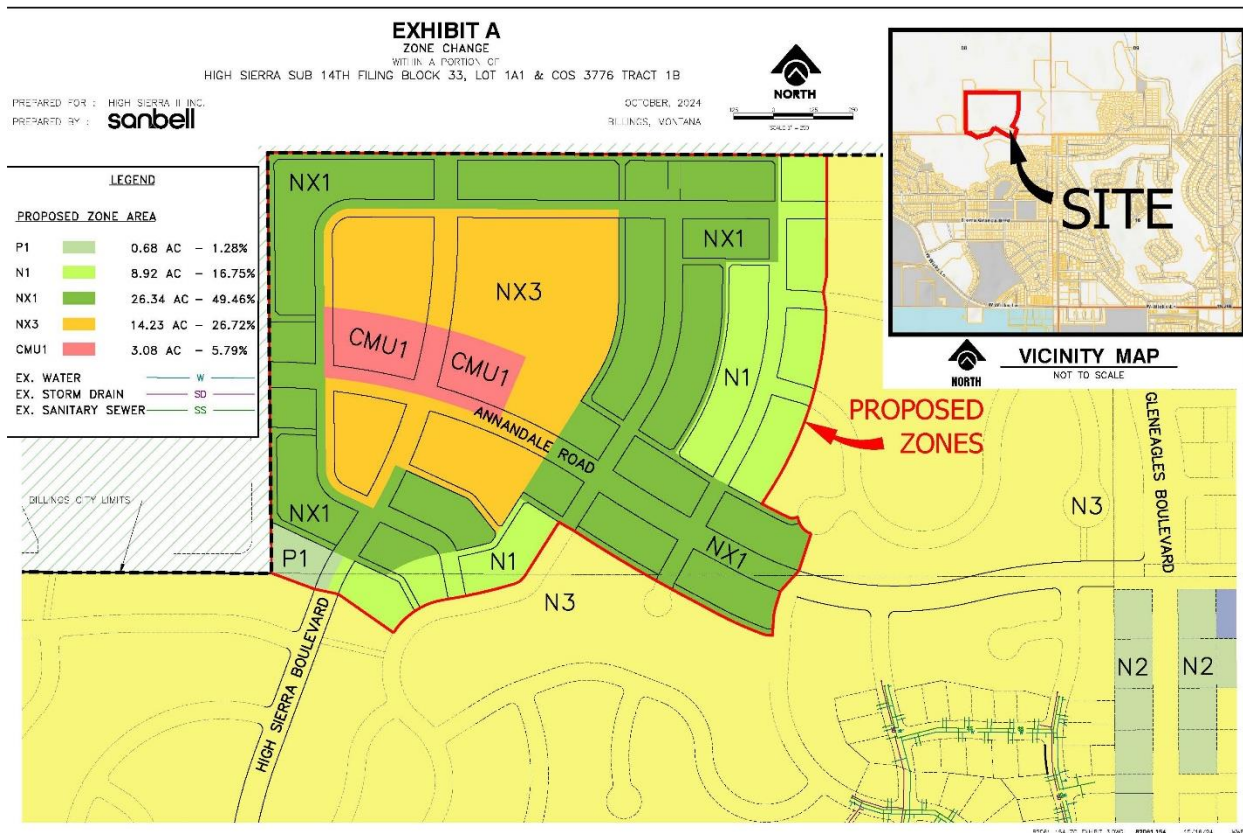 EXHIBIT A
ZONE CHANGE
WITHIN A PORTION OF
HIGH SIERRA SUB 14TH FILING BLOCK 33, LOT 1A1 & COS 3776 TRACT 1B
PREPARED FOR : HIGH SIERRA II INC.
PREPARED BY : sanbell
OCTOBER, 2024
BILLINGS, MONTANA
NORTH
125 0 125 250
SITE
NORTH
VICINITY MAP
NOT TO SCALE
LEGEND
PROPOSED ZONE AREA
P1 0.68 AC – 1.28%
N1 8.92 AC – 16.75%
NX1 26.34 AC – 49.46%
NX3 14.23 AC – 26.72%
CMU1 3.08 AC – 5.79%
EX. WATER W
EX. STORM DRAIN SD
EX. SANITARY SEWER SS
NX1
NX1
NX3
CMU1
CMU1
N1
ANNANDALE ROAD
PROPOSED
ZONES
GLENEAGLES BOULEVARD
BILLINGS CITY LIMITS
NX1
N3
P1
N1
NX1
N3
HIGH SIERRA BOULEVARD
N2
N2